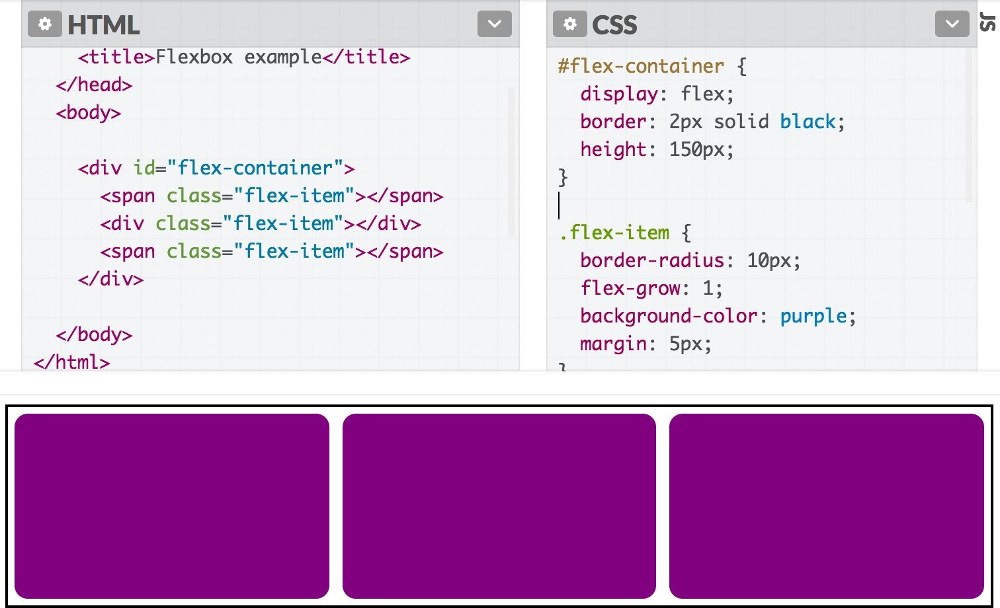 HTML
<title>Flexbox example</title>
</head>
<body>
<div id="flex-container">
<span class="flex-item"></span>
<div class="flex-item"></div>
<span class="flex-item"></span>
</div>
</body>
</html>
CSS
#flex-container {
display: flex;
border: 2px solid black;
height: 150px;
}
.flex-item {
border-radius: 10px;
flex-grow: 1;
background-color: purple;
margin: 5px;
}
JS